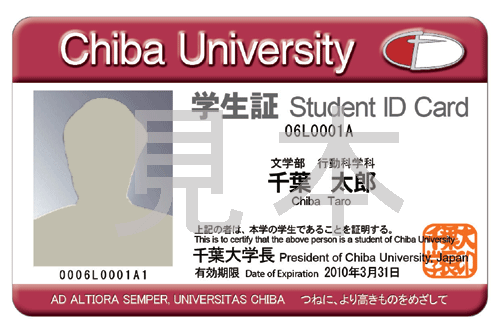 Chiba University
学生証 Student ID Card
06L0001A
文学部 行動科学科
千葉 太郎
Chiba Taro
見本
上記の者は、本学の学生であることを証明する。
This is to certify that the above person is a student of Chiba University.
千葉大学長 President of Chiba University, Japan
有効期限 Date of Expiration 2010年3月31日
0006L0001A1
AD ALTIORA SEMPER, UNIVERSITAS CHIBA つねに、より高きものをめざして